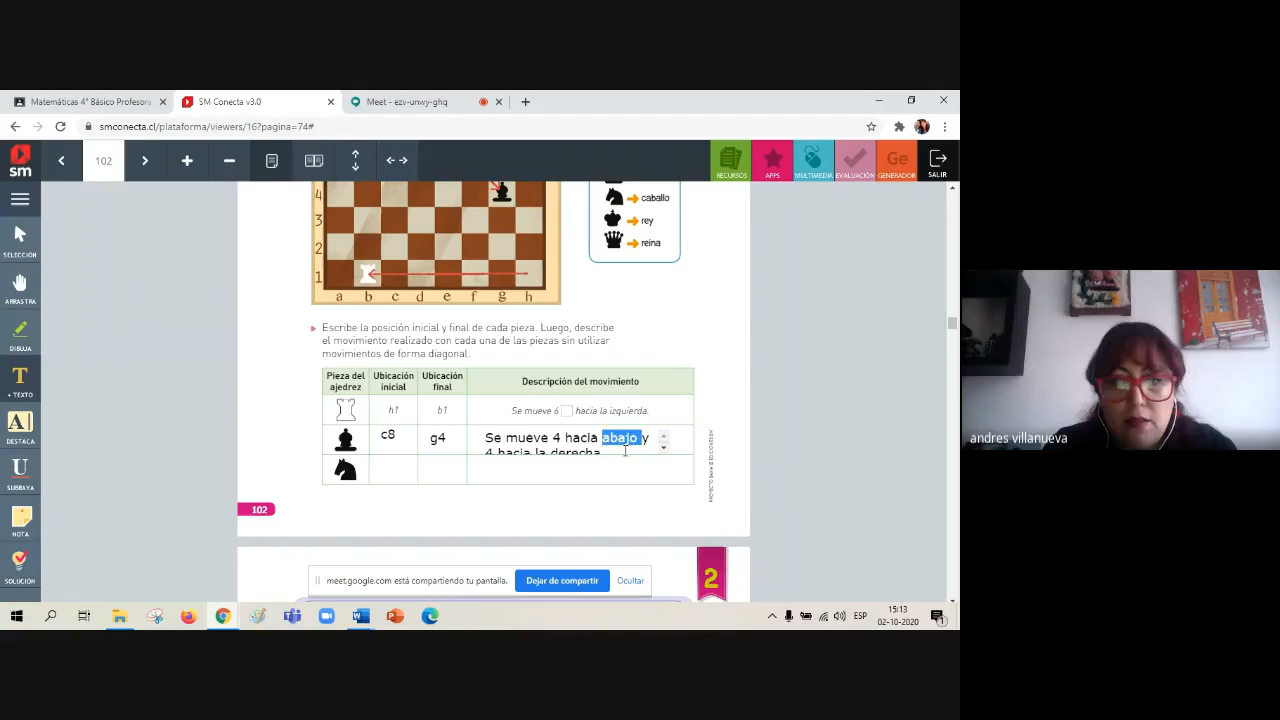 Matemáticas 4° Básico Profesora
SM Conecta v3.0
Meet - ezv-unwy-ghq
smconecta.cl/plataforma/viewers/16?pagina=74#
sm
102
RECURSOS
APPS
MULTIMEDIA
EVALUACIÓN
Ge
GENERADOR
SALIR
SELECCIÓN
ARRASTRA
DIBUJA
T
+ TEXTO
A
DESTACA
U
SUBRAYA
NOTA
SOLUCIÓN
4
3
2
1
a b c d e f g h
caballo
rey
reina
Escribe la posición inicial y final de cada pieza. Luego, describe
el movimiento realizado con cada una de las piezas sin utilizar
movimientos de forma diagonal.
Pieza del ajedrez Ubicación inicial Ubicación final Descripción del movimiento
h1 b1 Se mueve 6 hacia la izquierda.
c8 g4 Se mueve 4 hacia abajo y
4 hacia la derecha
102
2
meet.google.com está compartiendo tu pantalla.
Dejar de compartir
Ocultar
ESP
15:13
02-10-2020
andres villanueva